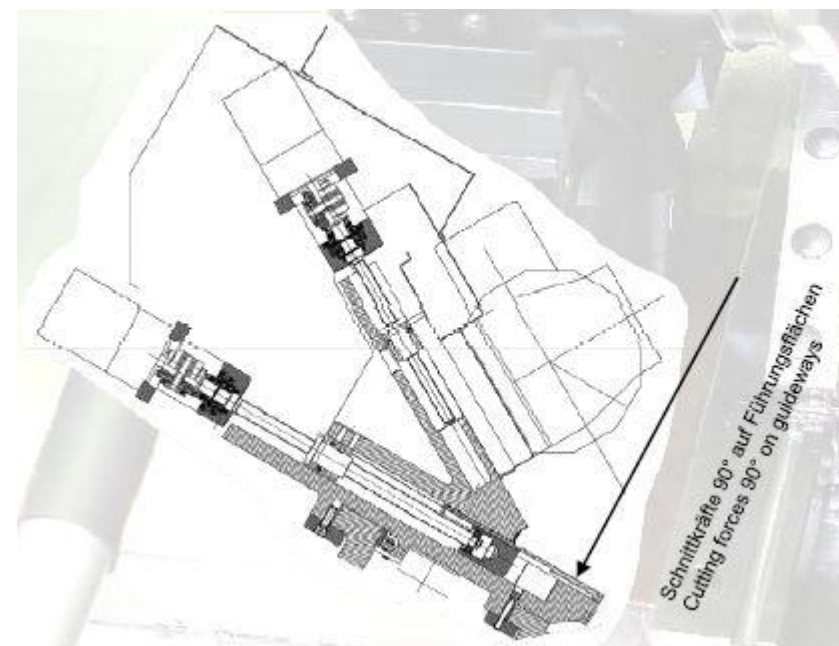 Schnittkräfte 90° auf Führungsflächen
Cutting forces 90° on guideways